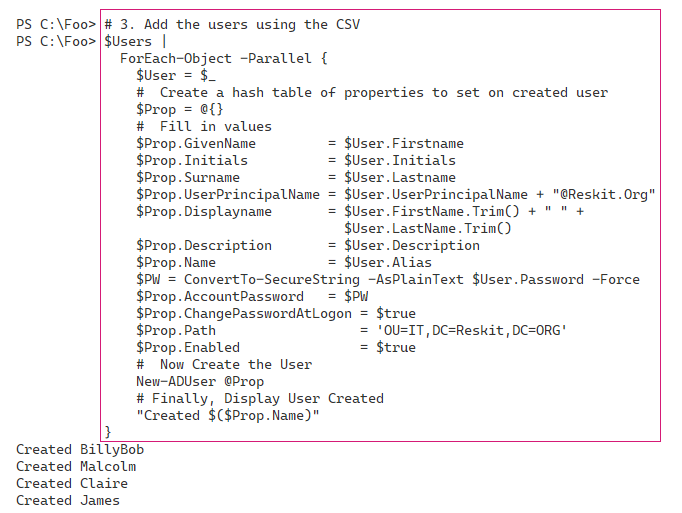 PS C:\Foo> # 3. Add the users using the CSV
PS C:\Foo> $Users |
ForEach-Object -Parallel {
$User = $_
#  Create a hash table of properties to set on created user
$Prop = @{}
#  Fill in values
$Prop.GivenName         = $User.Firstname
$Prop.Initials          = $User.Initials
$Prop.Surname           = $User.Lastname
$Prop.UserPrincipalName = $User.UserPrincipalName + "@Reskit.Org"
$Prop.Displayname       = $User.FirstName.Trim() + " " +
$User.LastName.Trim()
$Prop.Description       = $User.Description
$Prop.Name              = $User.Alias
$PW = ConvertTo-SecureString -AsPlainText $User.Password -Force
$Prop.AccountPassword   = $PW
$Prop.ChangePasswordAtLogon = $true
$Prop.Path                  = 'OU=IT,DC=Reskit,DC=ORG'
$Prop.Enabled               = $true
#  Now Create the User
New-ADUser @Prop
# Finally, Display User Created
"Created $($Prop.Name)"
}
Created BillyBob
Created Malcolm
Created Claire
Created James